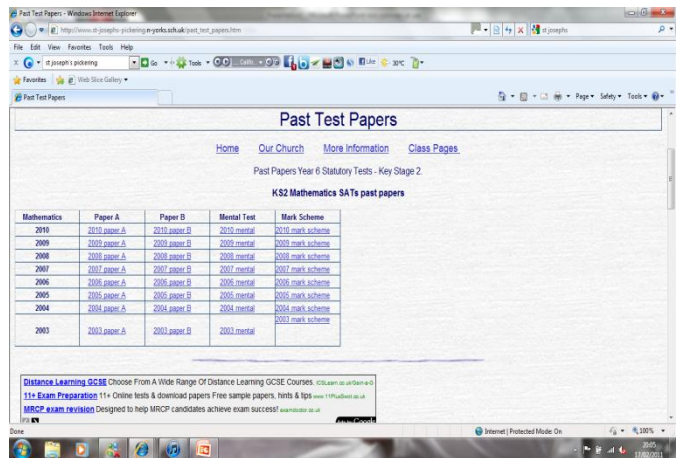 Past Test Papers - Windows Internet Explorer
http://www.st-josephs-pickering.n-yorks.sch.uk/past_test_papers.htm
st josephs
File Edit View Favorites Tools Help
x st joseph's pickering Go Tools Like 30°C
Favorites Web Slice Gallery
Past Test Papers Page Safety Tools
Past Test Papers
Home Our Church More Information Class Pages
Past Papers Year 6 Statutory Tests - Key Stage 2.
KS2 Mathematics SATs past papers
Mathematics Paper A Paper B Mental Test Mark Scheme
2010 2010 paper A 2010 paper B 2010 mental 2010 mark scheme
2009 2009 paper A 2009 paper B 2009 mental 2009 mark scheme
2008 2008 paper A 2008 paper B 2008 mental 2008 mark scheme
2007 2007 paper A 2007 paper B 2007 mental 2007 mark scheme
2006 2006 paper A 2006 paper B 2006 mental 2006 mark scheme
2005 2005 paper A 2005 paper B 2005 mental 2005 mark scheme
2004 2004 paper A 2004 paper B 2004 mental 2004 mark scheme
2003 2003 paper A 2003 paper B 2003 mental 2003 mark scheme
Distance Learning GCSE Choose From A Wide Range Of Distance Learning GCSE Courses.
11+ Exam Preparation 11+ Online tests & download papers Free sample papers, hints & tips
MRCP exam revision Designed to help MRCP candidates achieve exam success!
Done Internet | Protected Mode: On 100%
20:05
17/02/2011